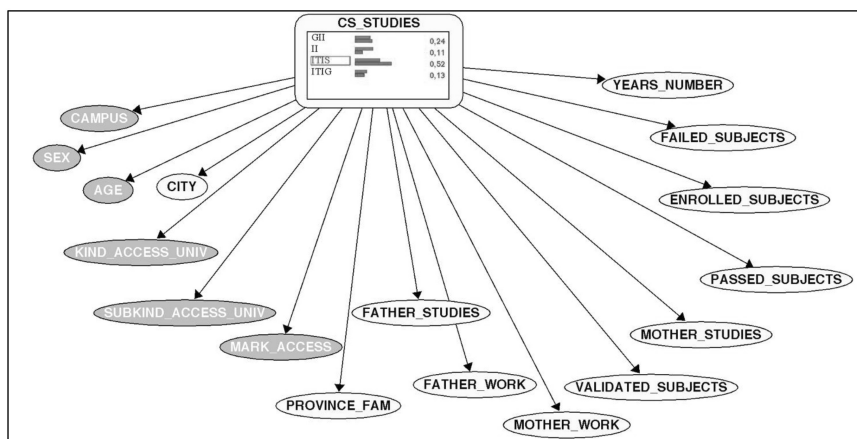 CS_STUDIES
GII 0,24
II 0,11
ITIS 0,52
ITIG 0,13
YEARS_NUMBER
CAMPUS
FAILED_SUBJECTS
SEX
AGE
CITY
ENROLLED_SUBJECTS
KIND_ACCESS_UNIV
PASSED_SUBJECTS
SUBKIND_ACCESS_UNIV
FATHER_STUDIES
MOTHER_STUDIES
MARK_ACCESS
FATHER_WORK
VALIDATED_SUBJECTS
PROVINCE_FAM
MOTHER_WORK